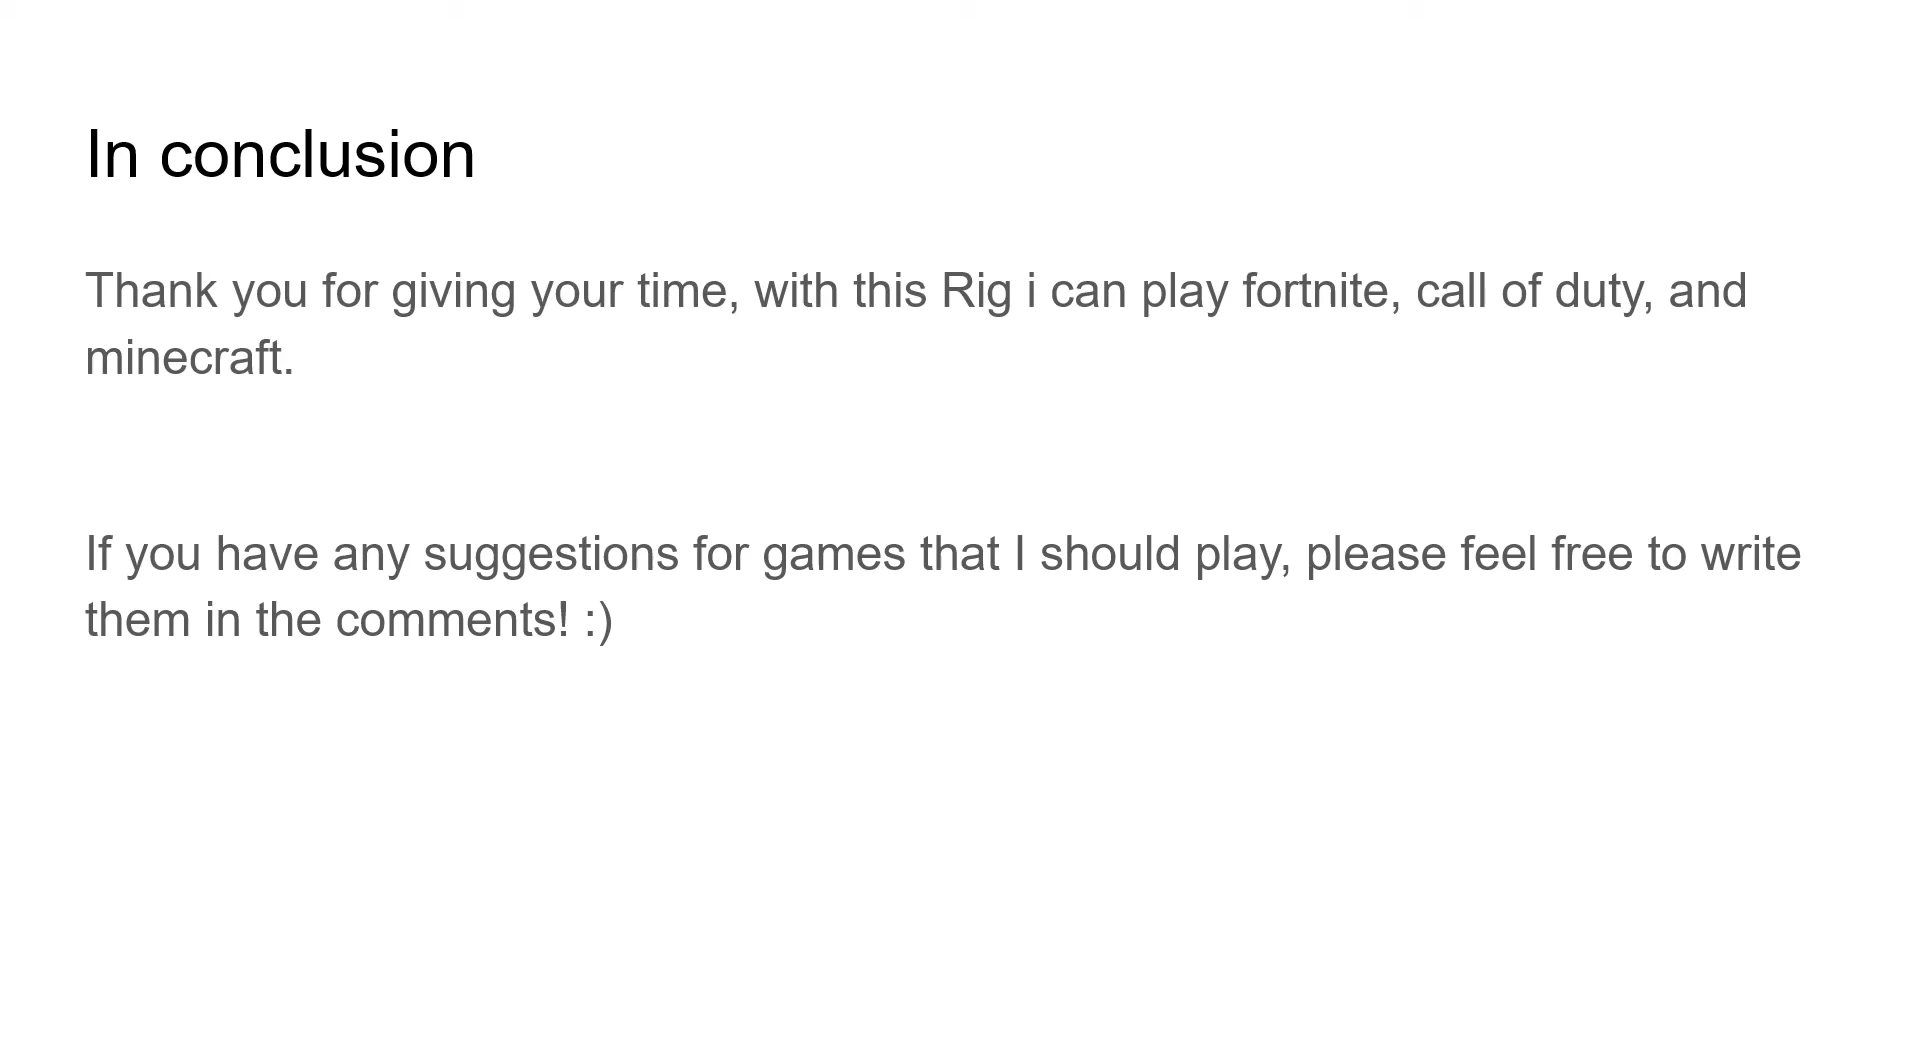 In conclusion
Thank you for giving your time, with this Rig i can play fortnite, call of duty, and
minecraft.
If you have any suggestions for games that I should play, please feel free to write
them in the comments! :)